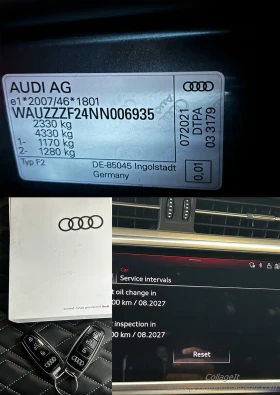 AUDI AG
e1*2007/46*1801
WAUZZZF24NN006935
2330 kg
4330 kg
1- 1170 kg
2- 1280 kg
Typ F2
DE-85045 Ingolstadt
Germany
072021
DTPA
03 3179
0,01
Car
Service intervals
oil change in
00 km / 08.2027
inspection in
00 km / 08.2027
Reset
CollageIt